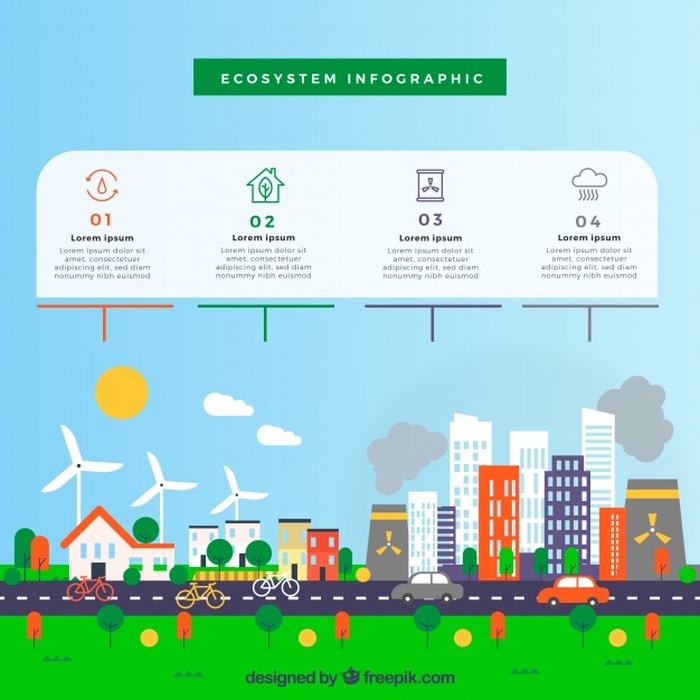 ECOSYSTEM INFOGRAPHIC
01
Lorem ipsum
Lorem ipsum dolor sit
amet, consectetuer
adipiscing elit, sed diam
nonummy nibh euismod
02
Lorem ipsum
Lorem ipsum dolor sit
amet, consectetuer
adipiscing elit, sed diam
nonummy nibh euismod
03
Lorem ipsum
Lorem ipsum dolor sit
amet, consectetuer
adipiscing elit, sed diam
nonummy nibh euismod
04
Lorem ipsum
Lorem ipsum dolor sit
amet, consectetuer
adipiscing elit, sed diam
nonummy nibh euismod
designed by freepik.com